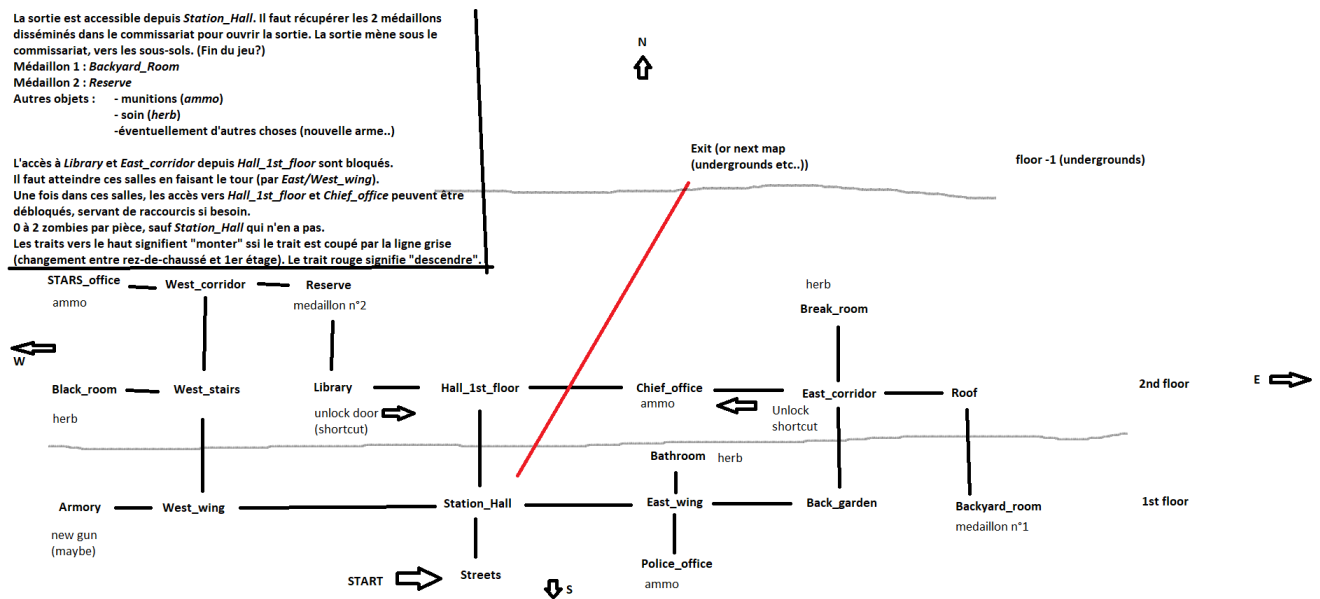 La sortie est accessible depuis Station_Hall. Il faut récupérer les 2 médaillons
disséminés dans le commissariat pour ouvrir la sortie. La sortie mène sous le
commissariat, vers les sous-sols. (Fin du jeu?)
Médaillon 1 : Backyard_Room
Médaillon 2 : Reserve
Autres objets : - munitions (ammo)
- soin (herb)
-éventuellement d'autres choses (nouvelle arme..)
L'accès à Library et East_corridor depuis Hall_1st_floor sont bloqués.
Il faut atteindre ces salles en faisant le tour (par East/West_wing).
Une fois dans ces salles, les accès vers Hall_1st_floor et Chief_office peuvent être
débloqués, servant de raccourcis si besoin.
0 à 2 zombies par pièce, sauf Station_Hall qui n'en a pas.
Les traits vers le haut signifient "monter" ssi le trait est coupé par la ligne grise
(changement entre rez-de-chaussé et 1er étage). Le trait rouge signifie "descendre".
N
Exit (or next map
(undergrounds etc..))
floor -1 (undergrounds)
STARS_office
West_corridor
Reserve
ammo
medaillon n°2
herb
Break_room
W
Black_room
West_stairs
Library
Hall_1st_floor
Chief_office
East_corridor
Roof
2nd floor
E
herb
unlock door
(shortcut)
ammo
Unlock
shortcut
Bathroom
herb
Armory
West_wing
Station_Hall
East_wing
Back_garden
Backyard_room
1st floor
new gun
(maybe)
medaillon n°1
START
Streets
Police_office
ammo
S